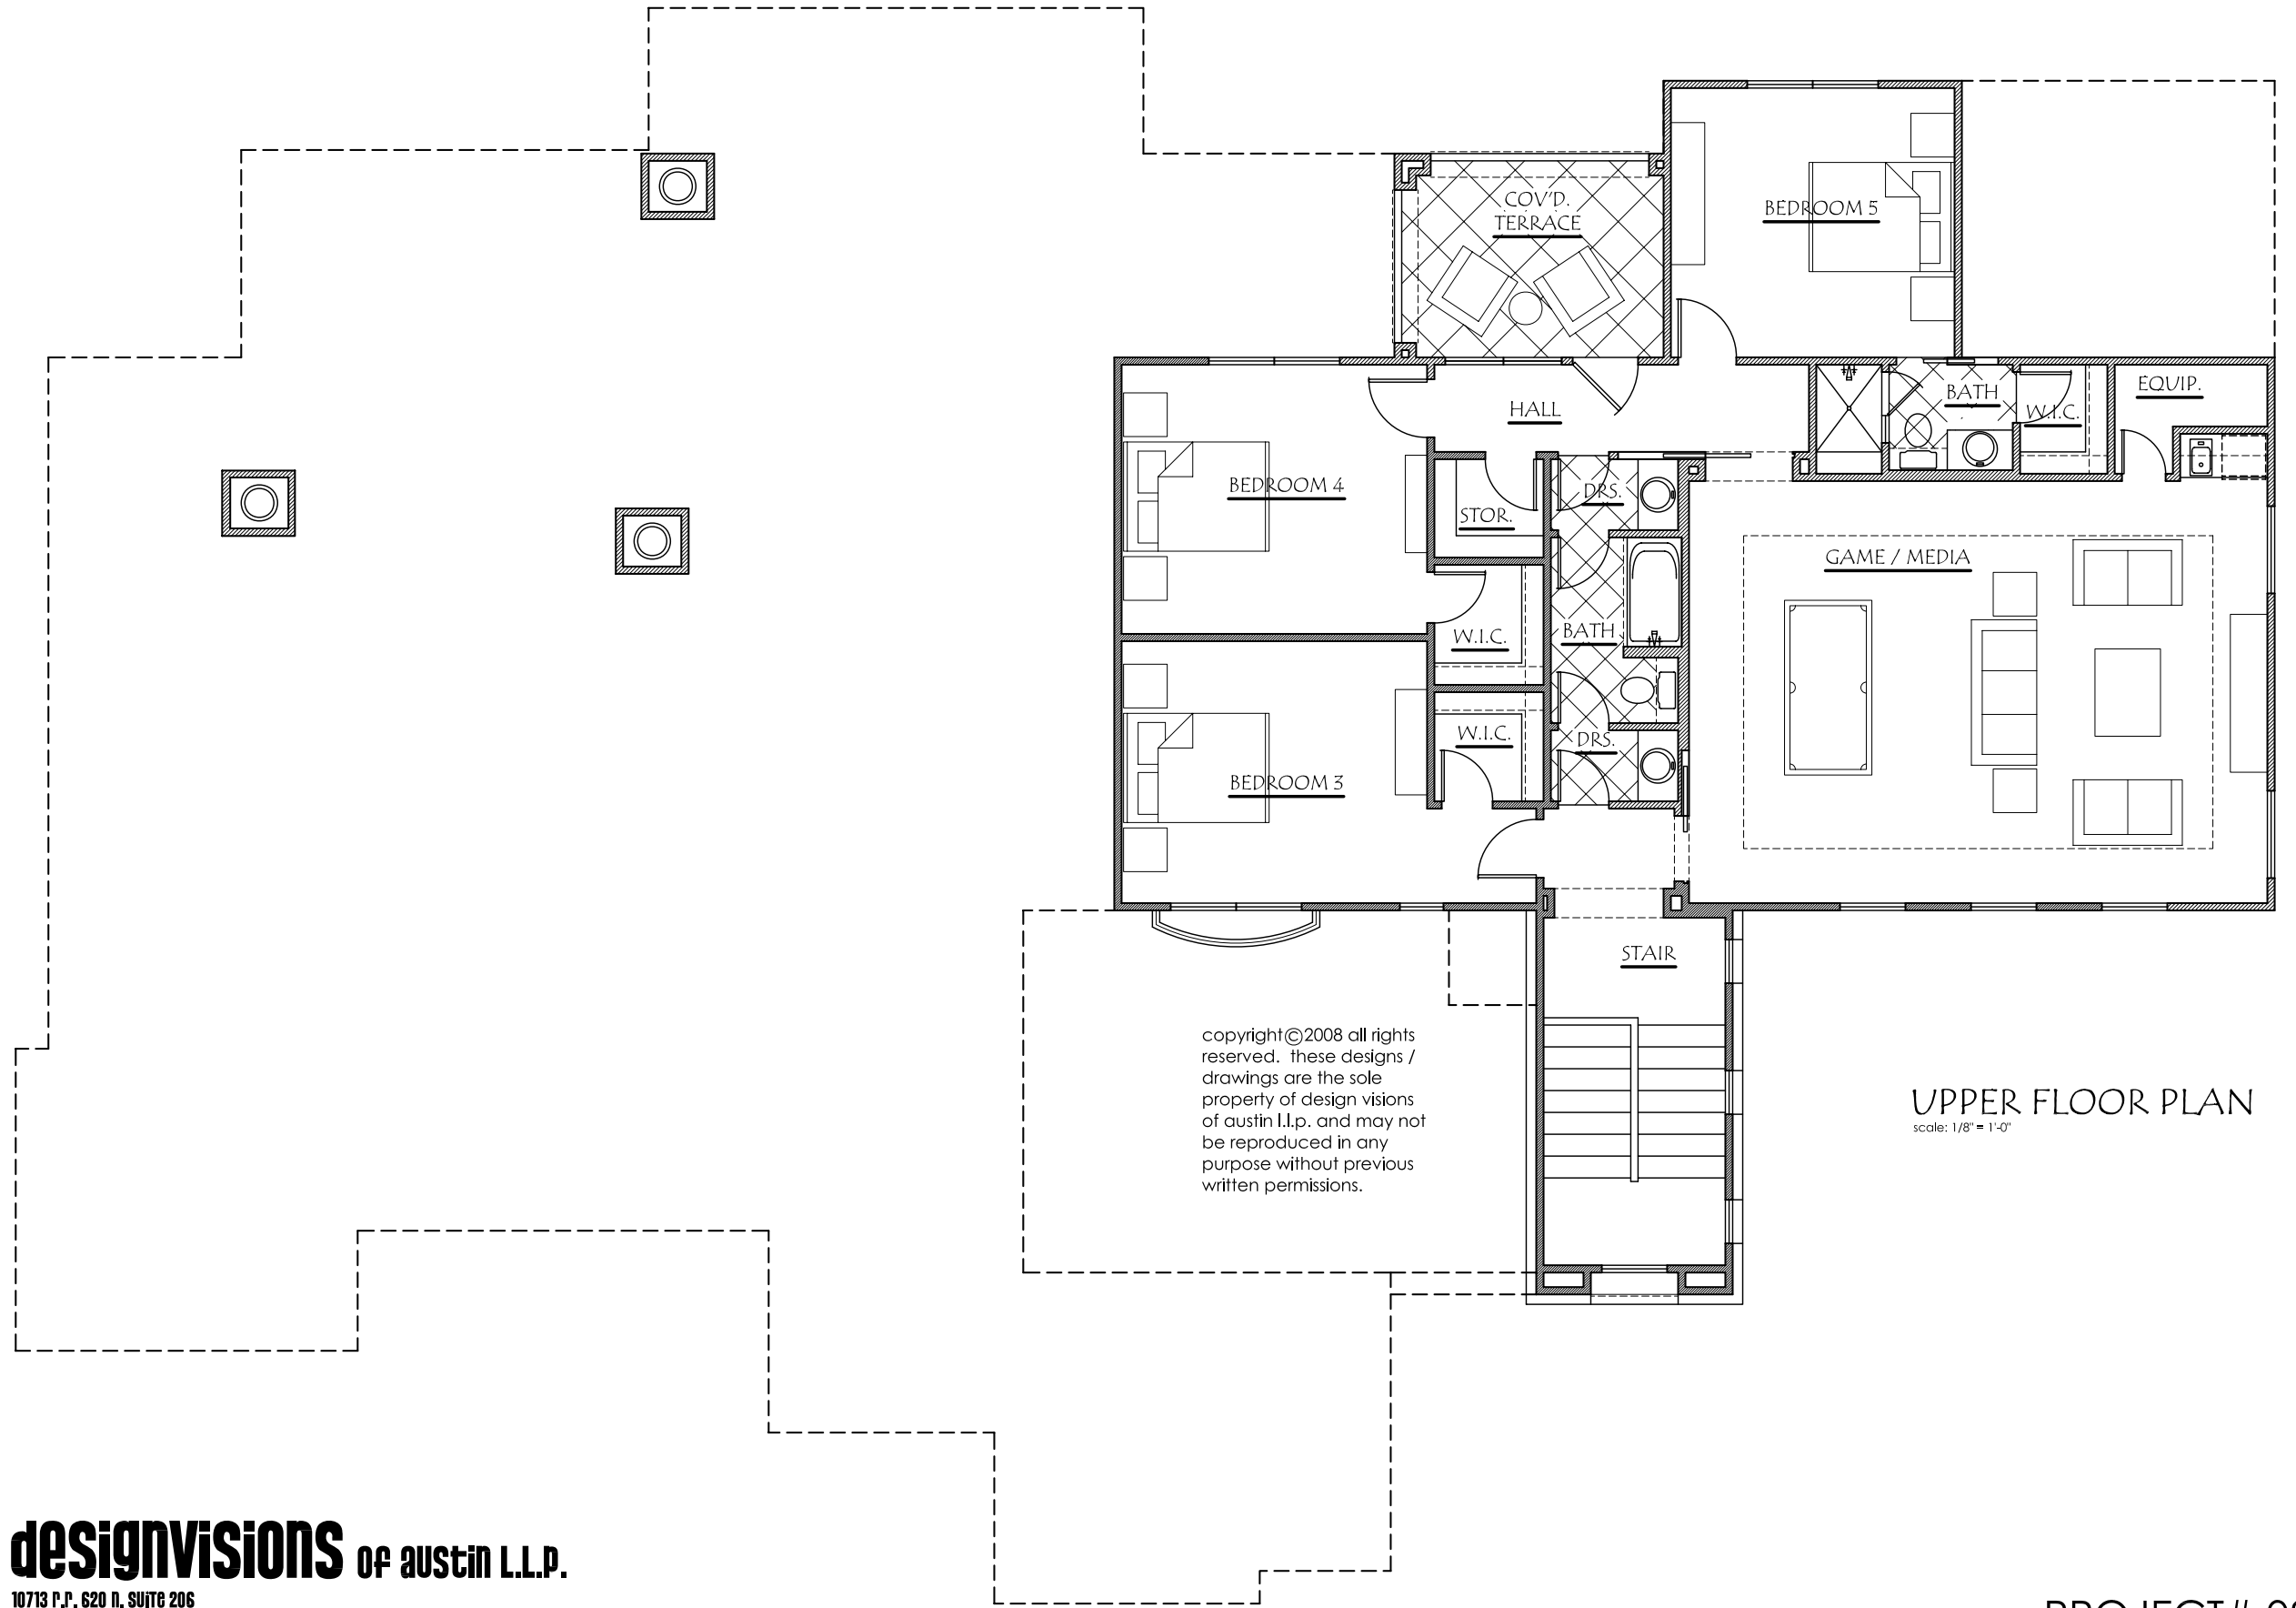 COV'D.
TERRACE
BEDROOM 5
HALL
BATH
W.I.C.
EQUIP.
BEDROOM 4
STOR.
DRS.
GAME / MEDIA
W.I.C.
BATH
W.I.C.
DRS.
BEDROOM 3
STAIR
copyright©2008 all rights
reserved. these designs /
drawings are the sole
property of design visions
of austin l.l.p. and may not
be reproduced in any
purpose without previous
written permissions.
UPPER FLOOR PLAN
scale: 1/8" = 1'-0"
designvisions of austin L.L.P.
10713 r.r. 620 n. suite 206
PROJECT #